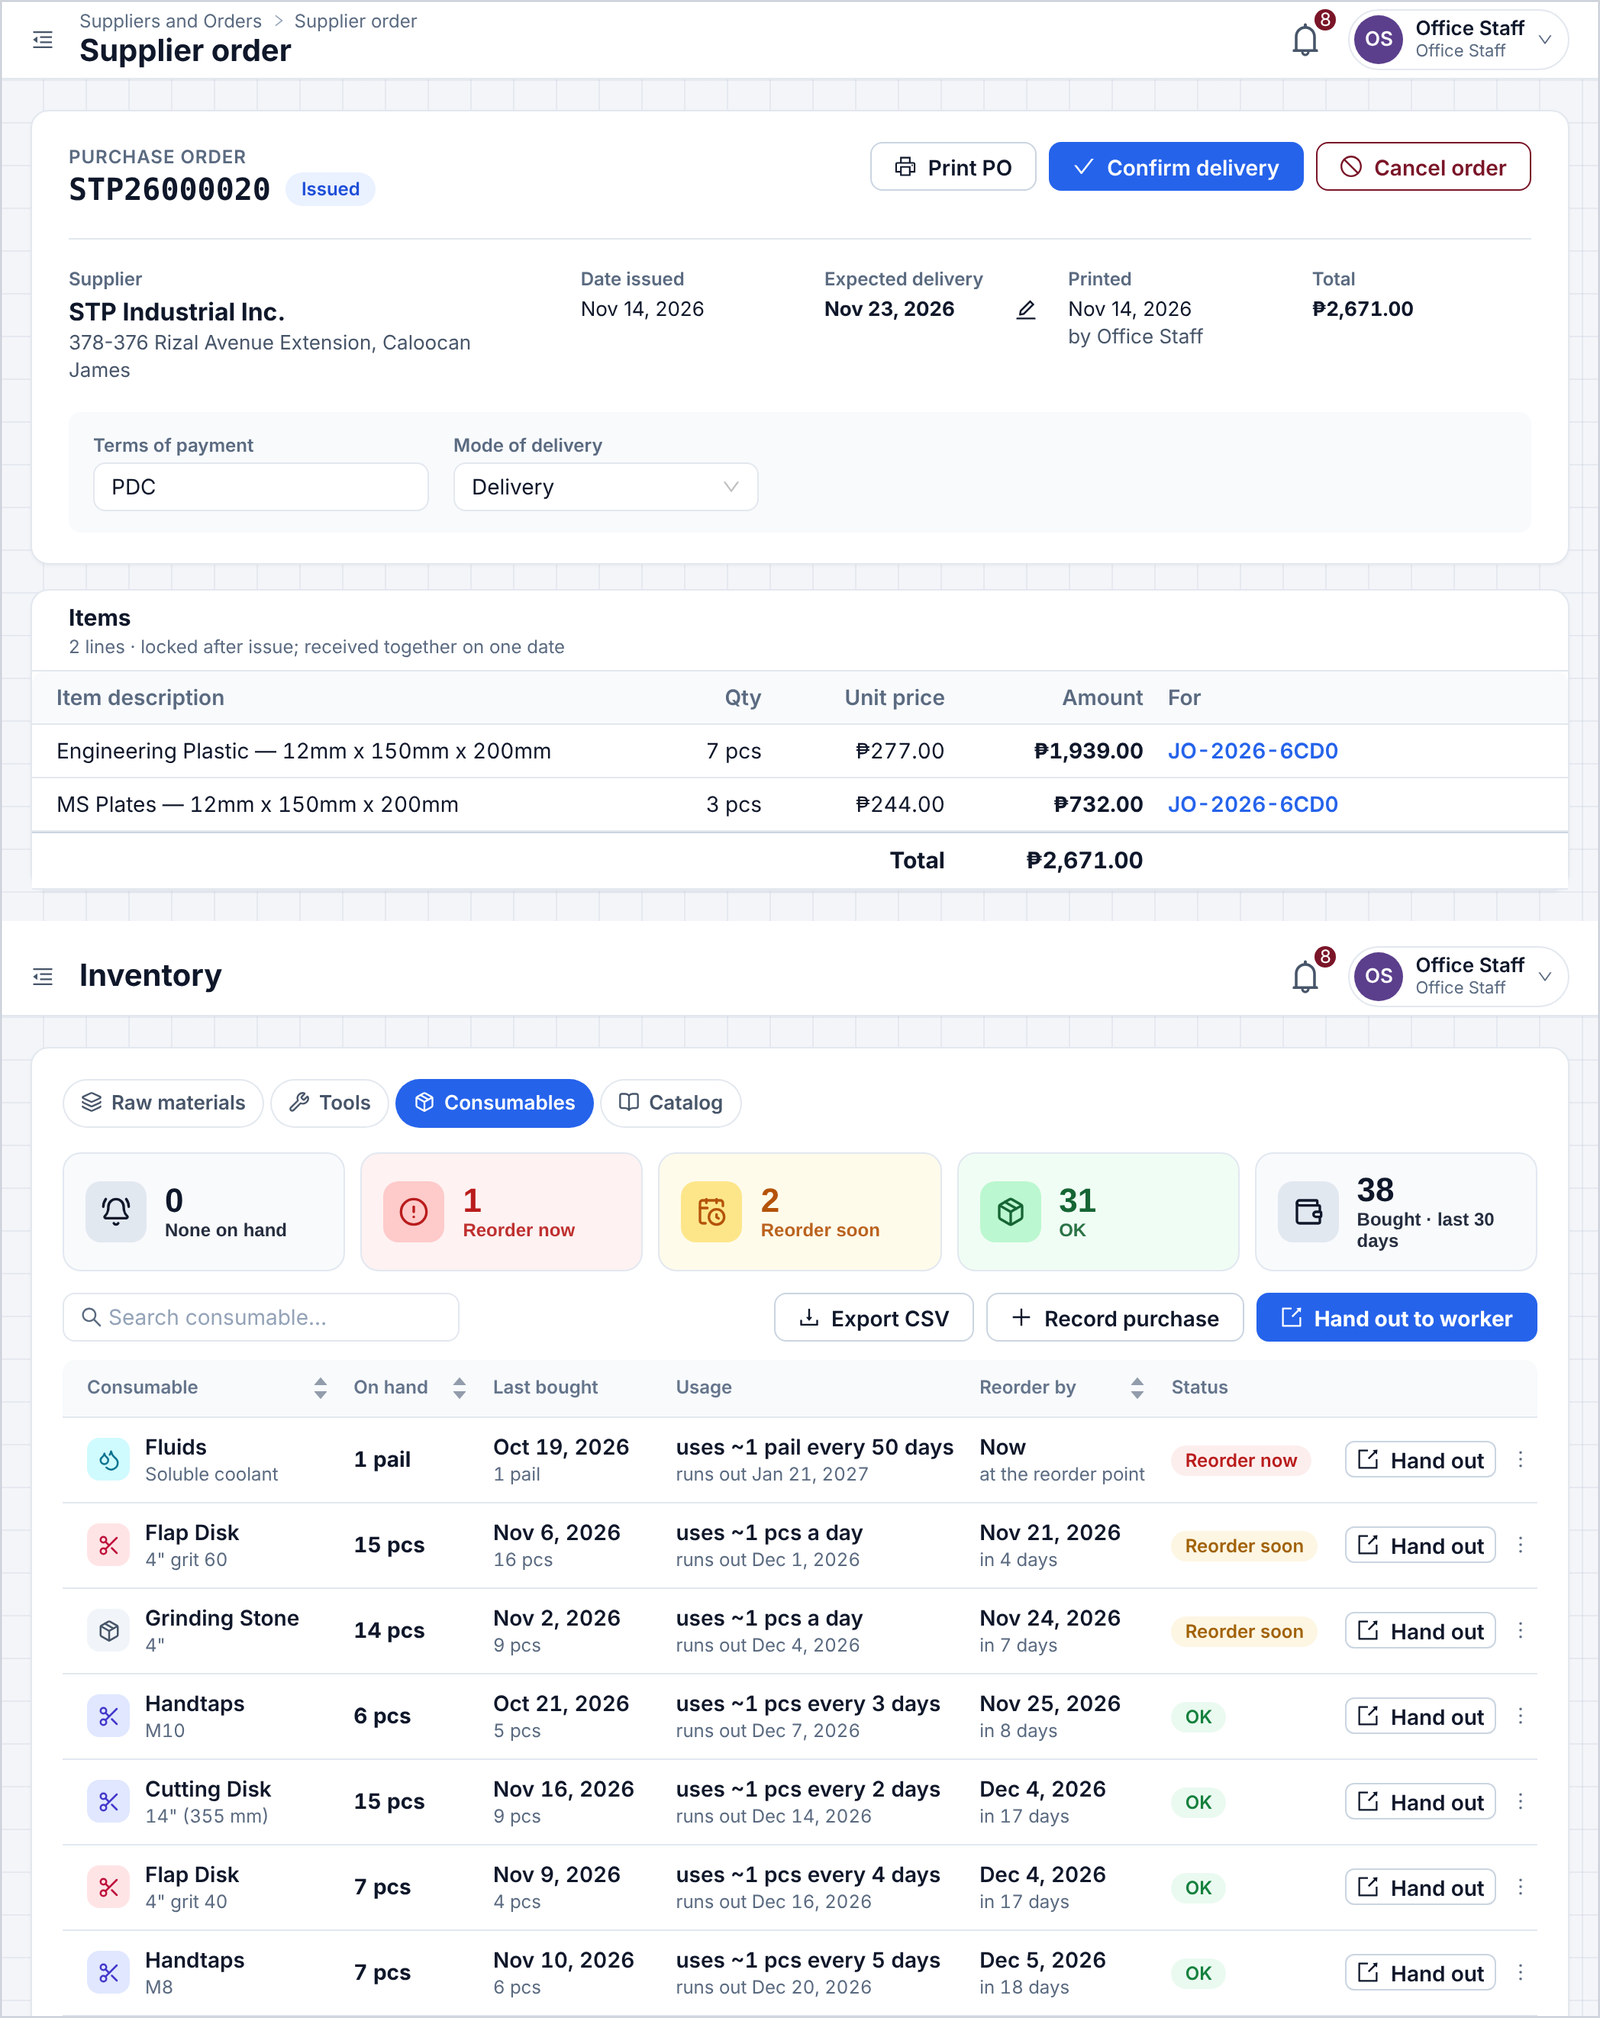 Suppliers and Orders > Supplier order
Supplier order
8
OS
Office Staff
Office Staff
PURCHASE ORDER
STP26000020 Issued
Print PO
Confirm delivery
Cancel order
Supplier
STP Industrial Inc.
378-376 Rizal Avenue Extension, Caloocan
James
Date issued
Nov 14, 2026
Expected delivery
Nov 23, 2026
Printed
Nov 14, 2026
by Office Staff
Total
₱2,671.00
Terms of payment
PDC
Mode of delivery
Delivery
Items
2 lines · locked after issue; received together on one date
Item description Qty Unit price Amount For
Engineering Plastic — 12mm x 150mm x 200mm 7 pcs ₱277.00 ₱1,939.00 JO-2026-6CD0
MS Plates — 12mm x 150mm x 200mm 3 pcs ₱244.00 ₱732.00 JO-2026-6CD0
Total ₱2,671.00
Inventory
8
OS
Office Staff
Office Staff
Raw materials Tools Consumables Catalog
0
None on hand
1
Reorder now
2
Reorder soon
31
OK
38
Bought · last 30
days
Search consumable...
Export CSV
Record purchase
Hand out to worker
Consumable On hand Last bought Usage Reorder by Status
Fluids
Soluble coolant
1 pail
Oct 19, 2026
1 pail
uses ~1 pail every 50 days
runs out Jan 21, 2027
Now
at the reorder point
Reorder now
Hand out
Flap Disk
4" grit 60
15 pcs
Nov 6, 2026
16 pcs
uses ~1 pcs a day
runs out Dec 1, 2026
Nov 21, 2026
in 4 days
Reorder soon
Hand out
Grinding Stone
4"
14 pcs
Nov 2, 2026
9 pcs
uses ~1 pcs a day
runs out Dec 4, 2026
Nov 24, 2026
in 7 days
Reorder soon
Hand out
Handtaps
M10
6 pcs
Oct 21, 2026
5 pcs
uses ~1 pcs every 3 days
runs out Dec 7, 2026
Nov 25, 2026
in 8 days
OK
Hand out
Cutting Disk
14" (355 mm)
15 pcs
Nov 16, 2026
9 pcs
uses ~1 pcs every 2 days
runs out Dec 14, 2026
Dec 4, 2026
in 17 days
OK
Hand out
Flap Disk
4" grit 40
7 pcs
Nov 9, 2026
4 pcs
uses ~1 pcs every 4 days
runs out Dec 16, 2026
Dec 4, 2026
in 17 days
OK
Hand out
Handtaps
M8
7 pcs
Nov 10, 2026
6 pcs
uses ~1 pcs every 5 days
runs out Dec 20, 2026
Dec 5, 2026
in 18 days
OK
Hand out